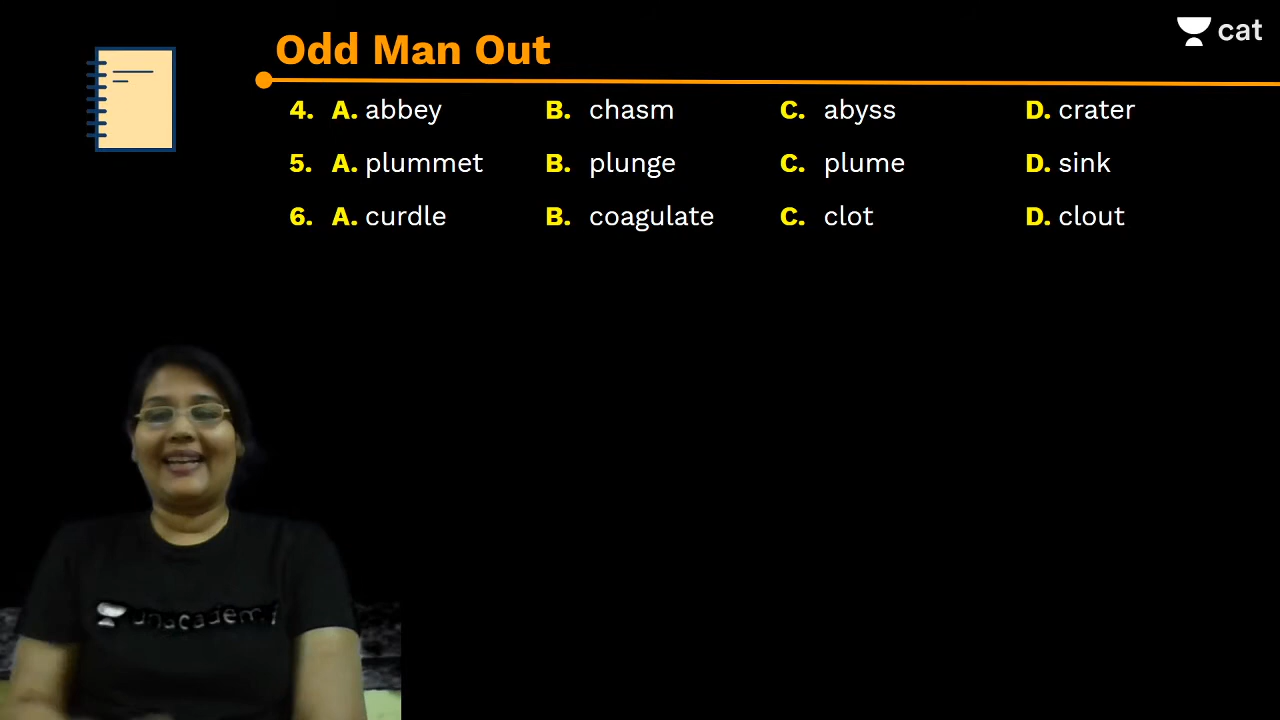 cat
Odd Man Out
4. A. abbey B. chasm C. abyss D. crater
5. A. plummet B. plunge C. plume D. sink
6. A. curdle B. coagulate C. clot D. clout
unacademy